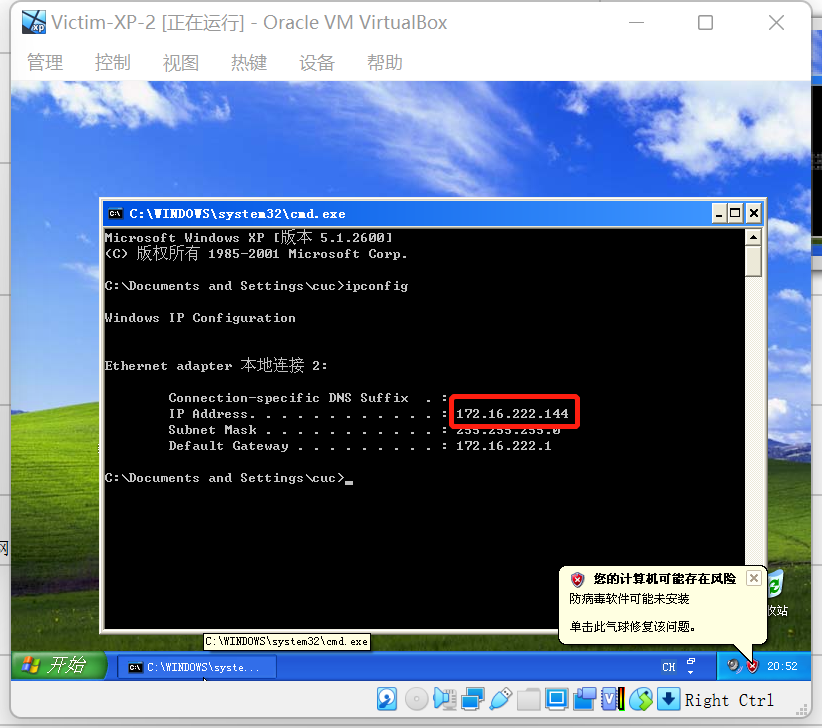 Victim-XP-2 [正在运行] - Oracle VM VirtualBox
管理 控制 视图 热键 设备 帮助
C:\WINDOWS\system32\cmd.exe
Microsoft Windows XP [版本 5.1.2600]
(C) 版权所有 1985-2001 Microsoft Corp.
C:\Documents and Settings\cuc>ipconfig
Windows IP Configuration
Ethernet adapter 本地连接 2:
Connection-specific DNS Suffix . :
IP Address. . . . . . . . . . . . : 172.16.222.144
Subnet Mask . . . . . . . . . . . : 255.255.255.0
Default Gateway . . . . . . . . . : 172.16.222.1
C:\Documents and Settings\cuc>
您的计算机可能存在风险
防病毒软件可能未安装
单击此气球修复该问题。
收站
C:\WINDOWS\system32\cmd.exe
开始
C:\WINDOWS\syste...
CH
20:52
Right Ctrl